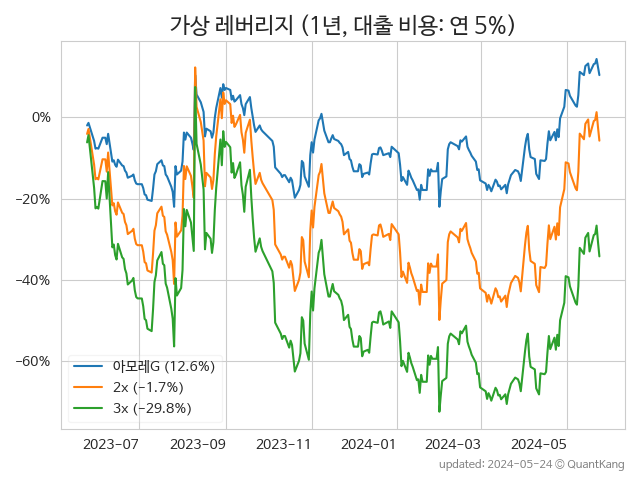 가상 레버리지 (1년, 대출 비용: 연 5%)
0%
−20%
−40%
−60%
아모레G (12.6%)
2x (−1.7%)
3x (−29.8%)
2023−07 2023−09 2023−11 2024−01 2024−03 2024−05
updated: 2024-05-24 © QuantKang